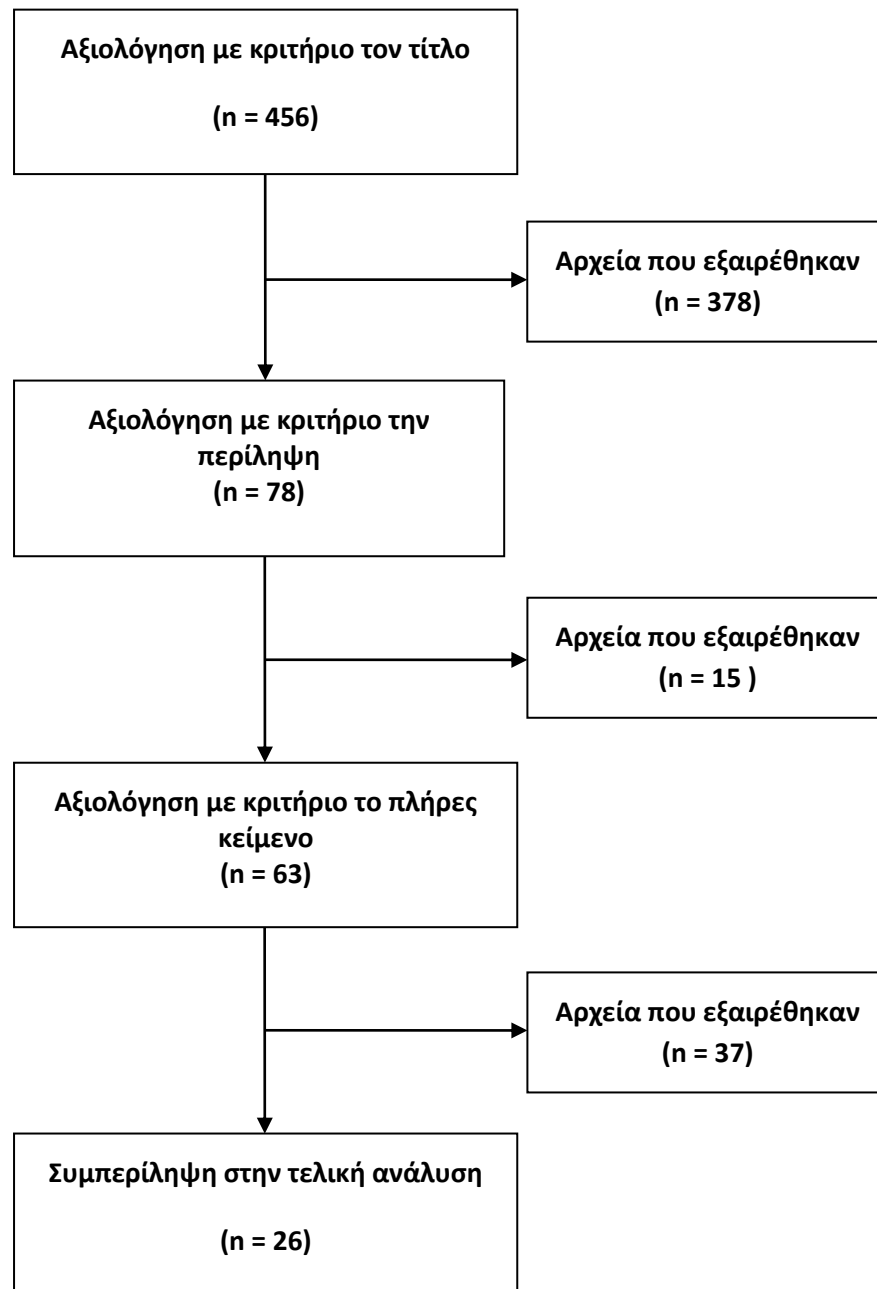 Αξιολόγηση με κριτήριο τον τίτλο
(n = 456)
Αρχεία που εξαιρέθηκαν
(n = 378)
Αξιολόγηση με κριτήριο την
περίληψη
(n = 78)
Αρχεία που εξαιρέθηκαν
(n = 15 )
Αξιολόγηση με κριτήριο το πλήρες
κείμενο
(n = 63)
Αρχεία που εξαιρέθηκαν
(n = 37)
Συμπερίληψη στην τελική ανάλυση
(n = 26)